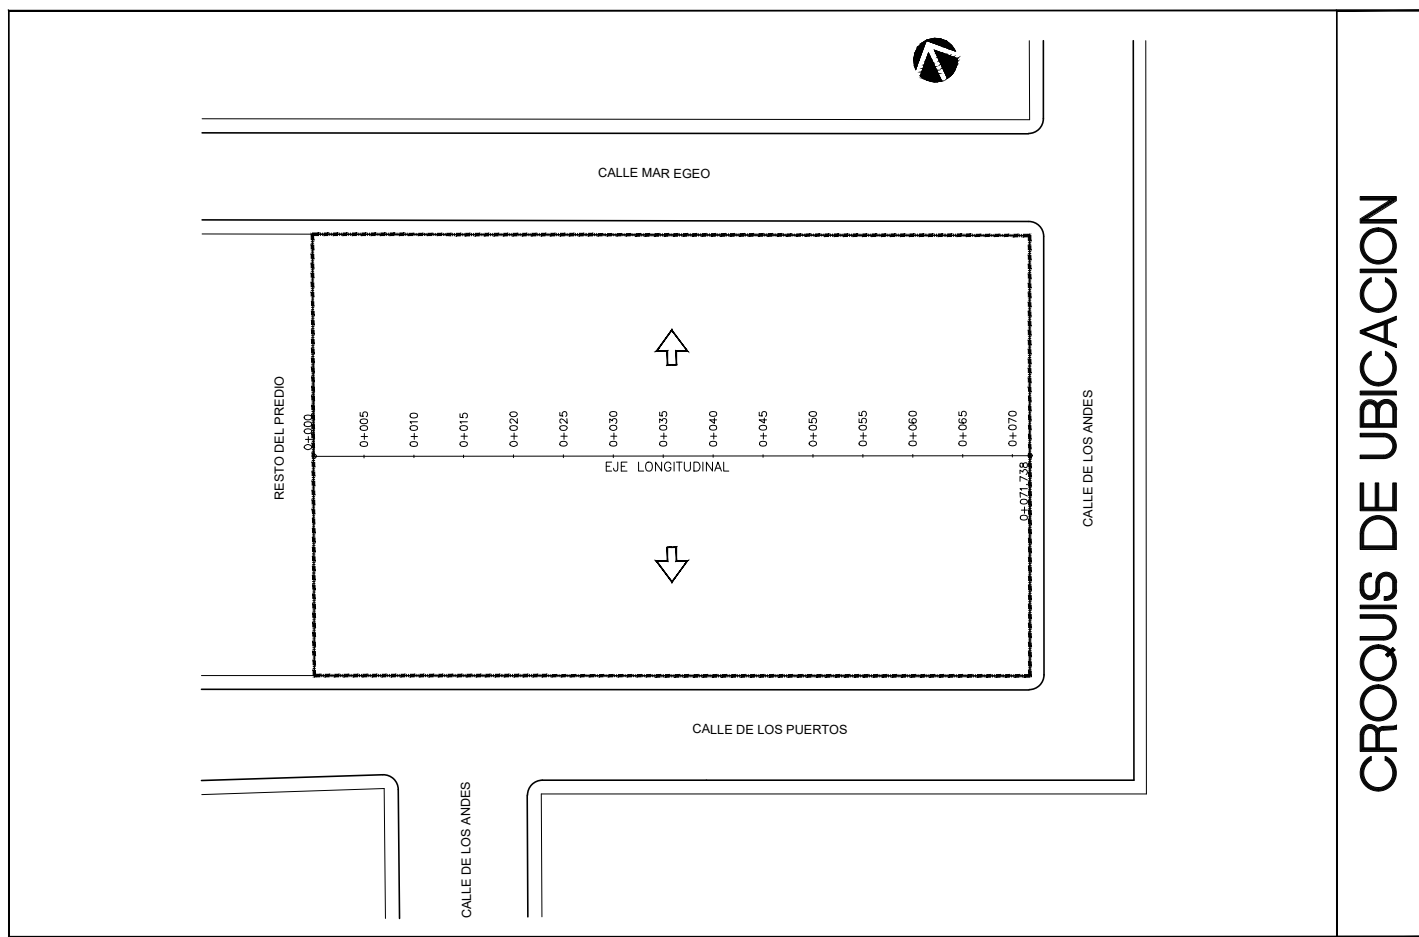 CALLE MAR EGEO
RESTO DEL PREDIO
0+000
0+005
0+010
0+015
0+020
0+025
0+030
0+035
0+040
0+045
0+050
0+055
0+060
0+065
0+070
EJE LONGITUDINAL
0+071.738
CALLE DE LOS ANDES
CALLE DE LOS PUERTOS
CALLE DE LOS ANDES
CROQUIS DE UBICACION